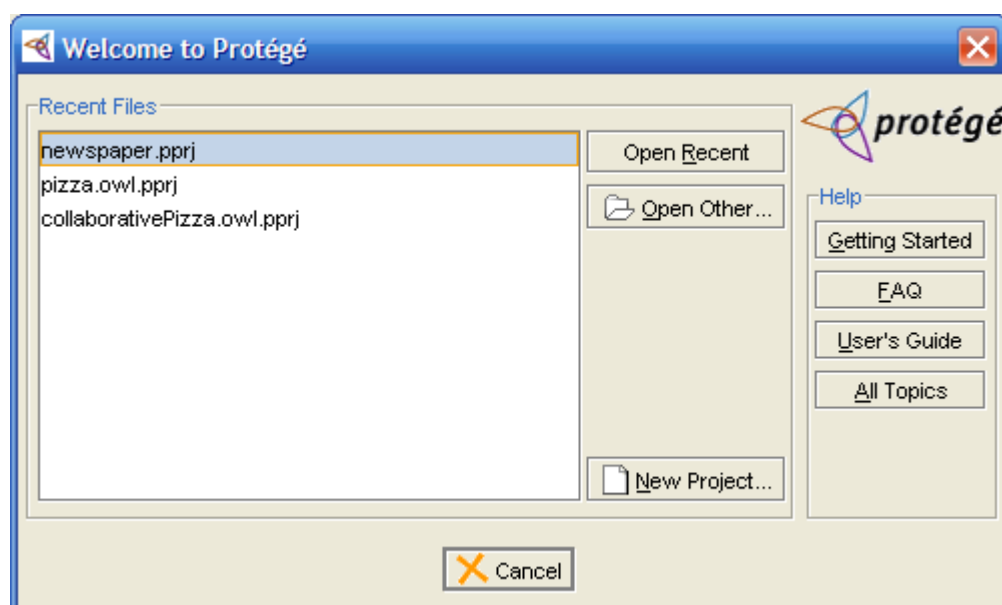 Welcome to Protégé
Recent Files
newspaper.pprj
pizza.owl.pprj
collaborativePizza.owl.pprj
Open Recent
Open Other...
New Project...
protégé
Help
Getting Started
FAQ
User's Guide
All Topics
Cancel